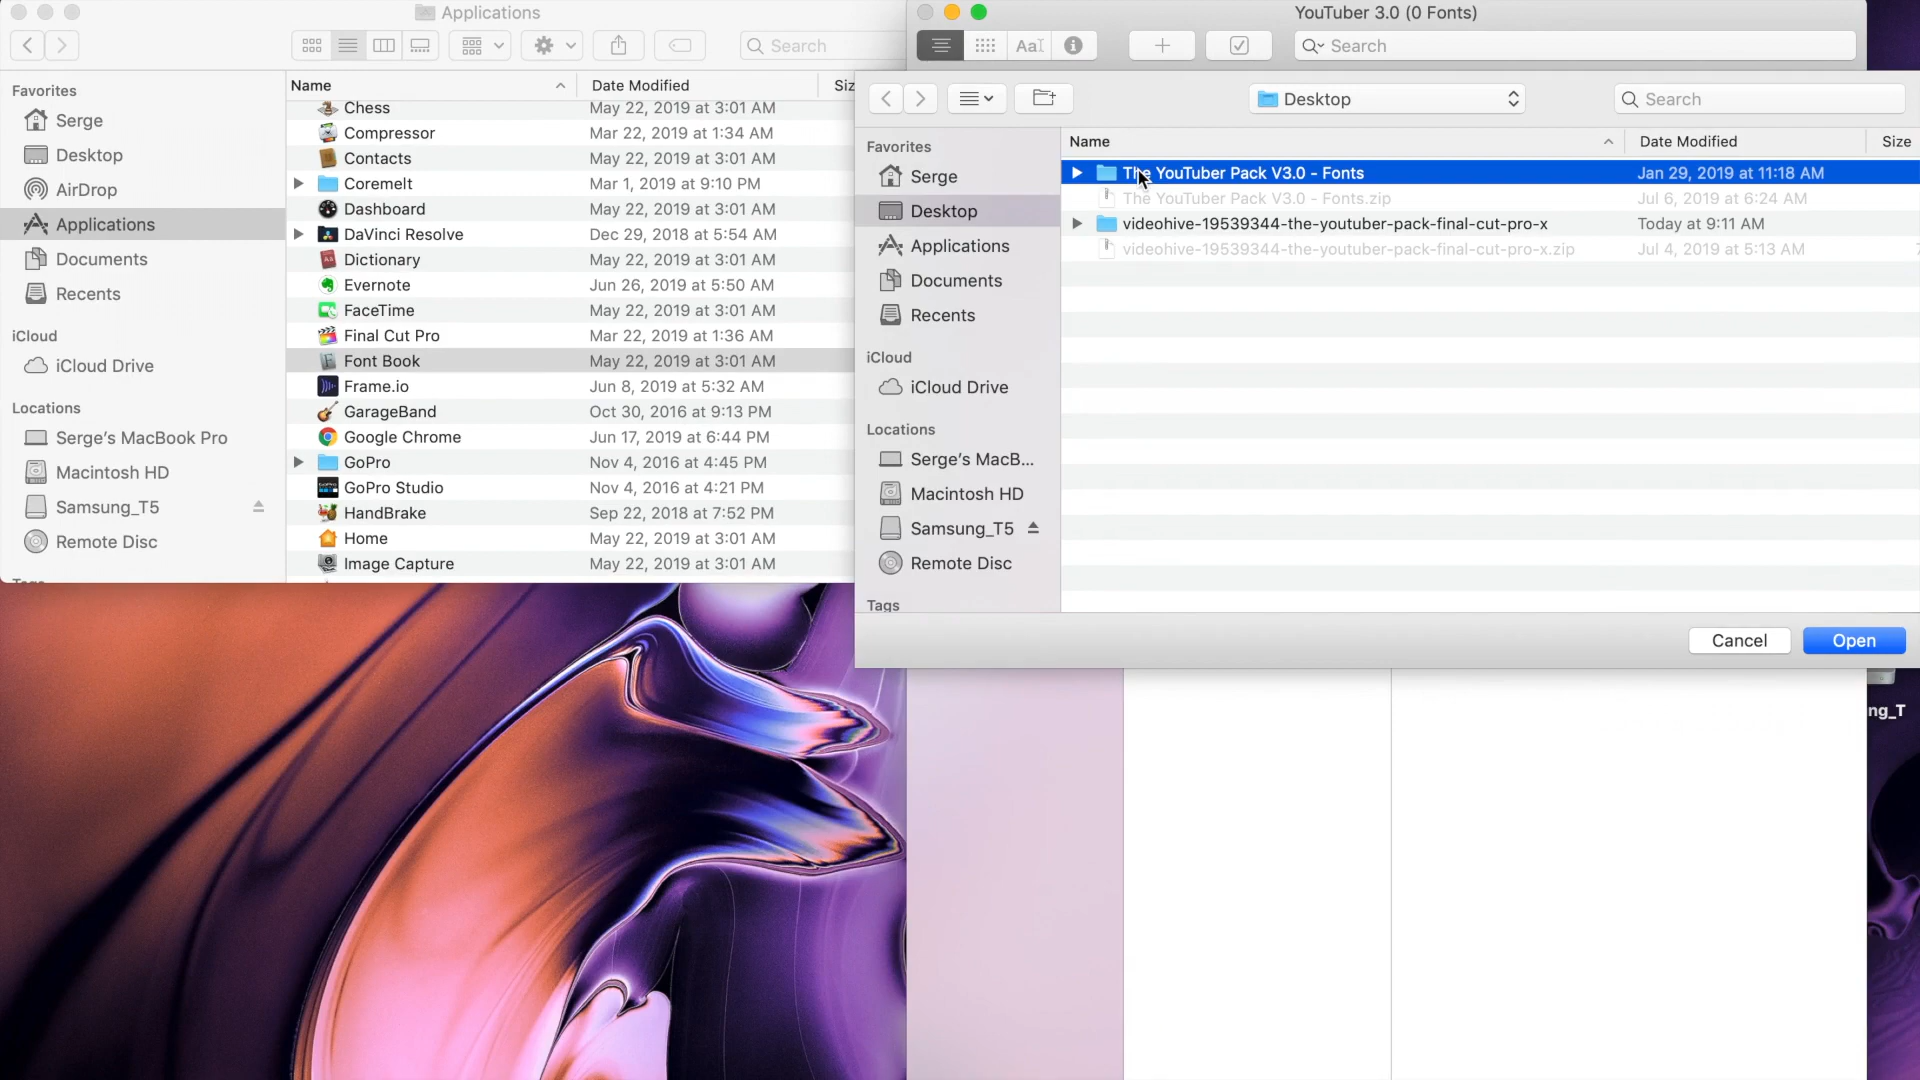 Applications
Search
Favorites
Serge
Desktop
AirDrop
Applications
Documents
Recents
iCloud
iCloud Drive
Locations
Serge's MacBook Pro
Macintosh HD
Samsung_T5
Remote Disc
Name Date Modified Siz
Chess May 22, 2019 at 3:01 AM
Compressor Mar 22, 2019 at 1:34 AM
Contacts May 22, 2019 at 3:01 AM
Coremelt Mar 1, 2019 at 9:10 PM
Dashboard May 22, 2019 at 3:01 AM
DaVinci Resolve Dec 29, 2018 at 5:54 AM
Dictionary May 22, 2019 at 3:01 AM
Evernote Jun 26, 2019 at 5:50 AM
FaceTime May 22, 2019 at 3:01 AM
Final Cut Pro Mar 22, 2019 at 1:36 AM
Font Book May 22, 2019 at 3:01 AM
Frame.io Jun 8, 2019 at 5:32 AM
GarageBand Oct 30, 2016 at 9:13 PM
Google Chrome Jun 17, 2019 at 6:44 PM
GoPro Nov 4, 2016 at 4:45 PM
GoPro Studio Nov 4, 2016 at 4:21 PM
HandBrake Sep 22, 2018 at 7:52 PM
Home May 22, 2019 at 3:01 AM
Image Capture May 22, 2019 at 3:01 AM
YouTuber 3.0 (0 Fonts)
Aa
Search
Desktop
Search
Favorites
Serge
Desktop
Applications
Documents
Recents
iCloud
iCloud Drive
Locations
Serge's MacB...
Macintosh HD
Samsung_T5
Remote Disc
Tags
Name Date Modified Size
The YouTuber Pack V3.0 - Fonts Jan 29, 2019 at 11:18 AM
The YouTuber Pack V3.0 - Fonts.zip Jul 6, 2019 at 6:24 AM
videohive-19539344-the-youtuber-pack-final-cut-pro-x Today at 9:11 AM
videohive-19539344-the-youtuber-pack-final-cut-pro-x.zip Jul 4, 2019 at 5:13 AM
Cancel Open
ng_T